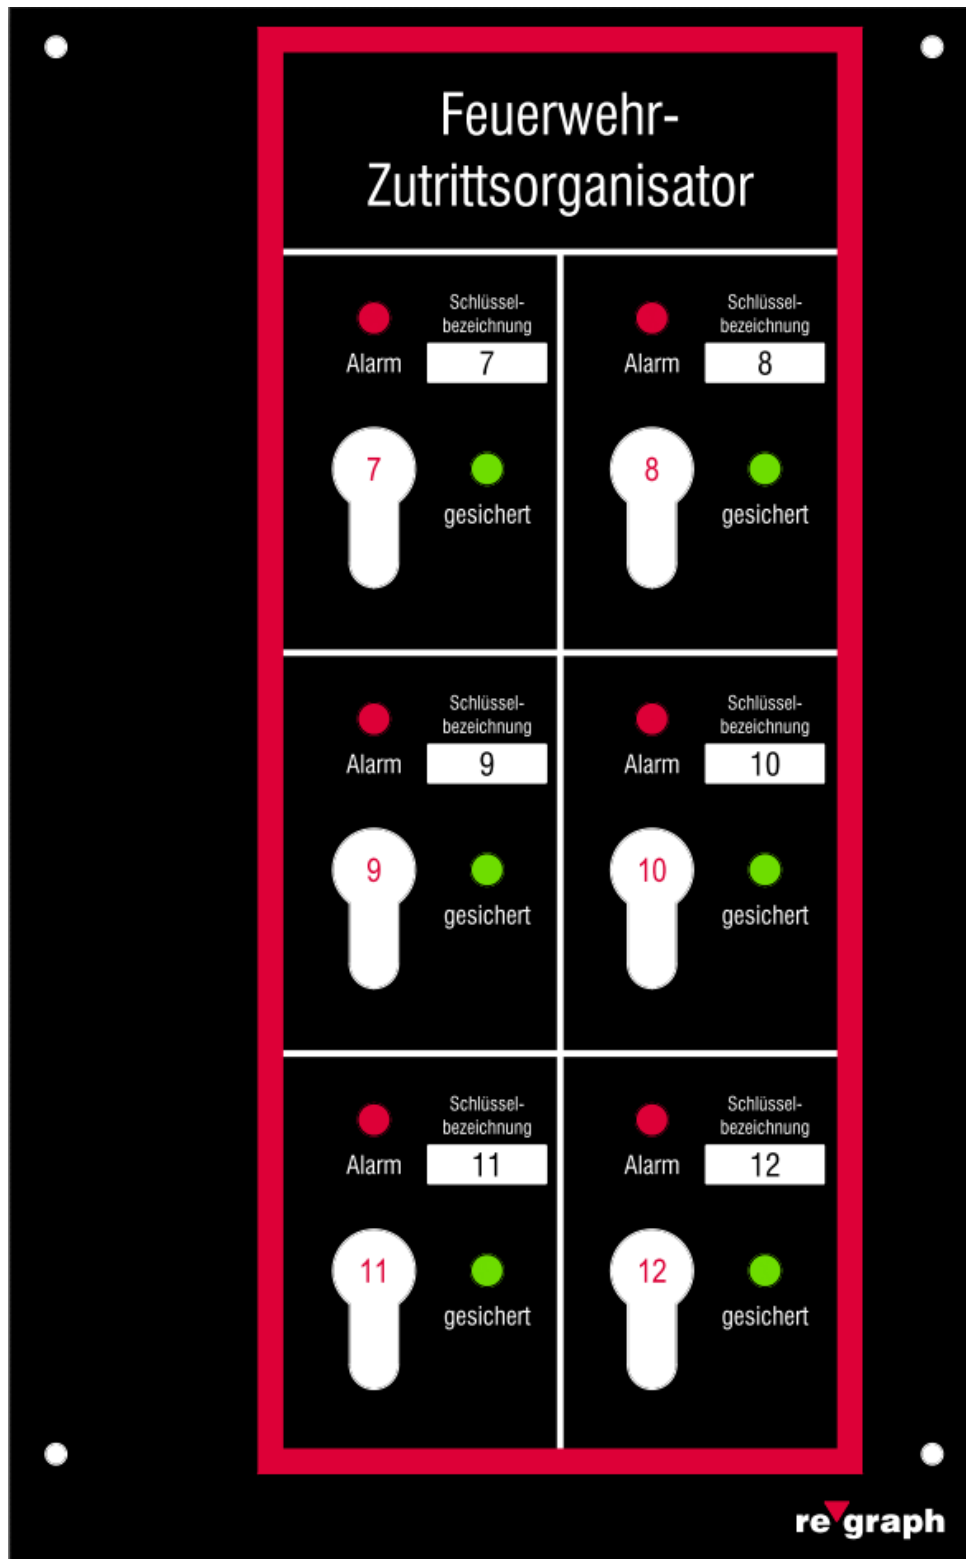 Feuerwehr-
Zutrittsorganisator
Schlüssel-
bezeichnung
Alarm
7
7
gesichert
Schlüssel-
bezeichnung
Alarm
8
8
gesichert
Schlüssel-
bezeichnung
Alarm
9
9
gesichert
Schlüssel-
bezeichnung
Alarm
10
10
gesichert
Schlüssel-
bezeichnung
Alarm
11
11
gesichert
Schlüssel-
bezeichnung
Alarm
12
12
gesichert
re graph